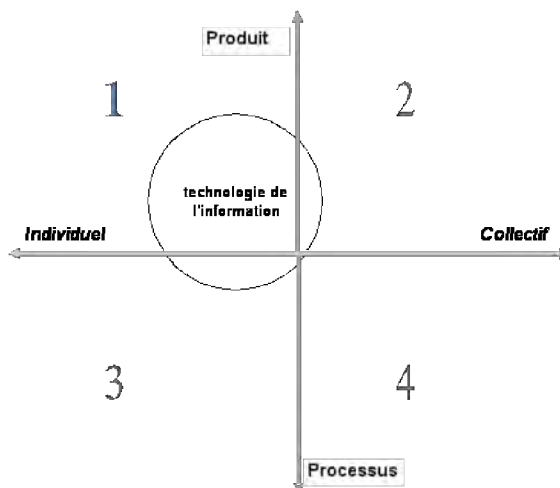 Produit
1
2
technologie de
l'information
Individuel
Collectif
3
4
Processus